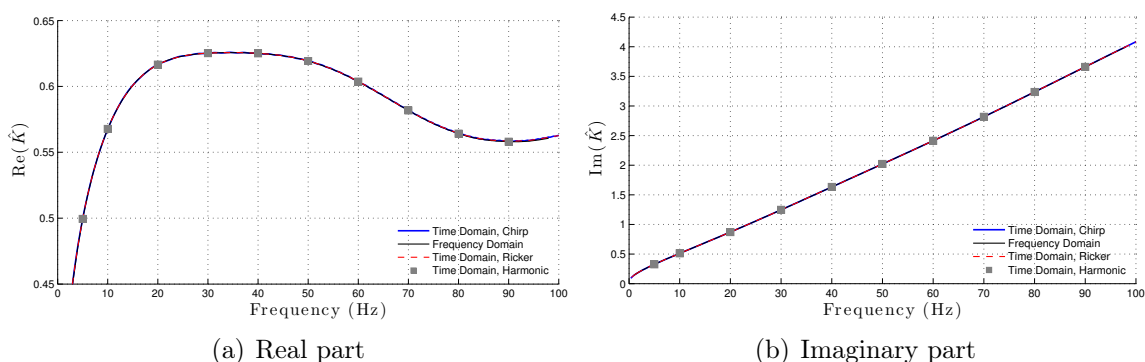 0.65
0.6
0.55
0.5
0.45
Re(K̂)
Time Domain, Chirp
Frequency Domain
Time Domain, Ricker
Time Domain, Harmonic
0 10 20 30 40 50 60 70 80 90 100
Frequency (Hz)
(a) Real part
4.5
4
3.5
3
2.5
2
1.5
1
0.5
0
Im(K̂)
Time Domain, Chirp
Frequency Domain
Time Domain, Ricker
Time Domain, Harmonic
0 10 20 30 40 50 60 70 80 90 100
Frequency (Hz)
(b) Imaginary part